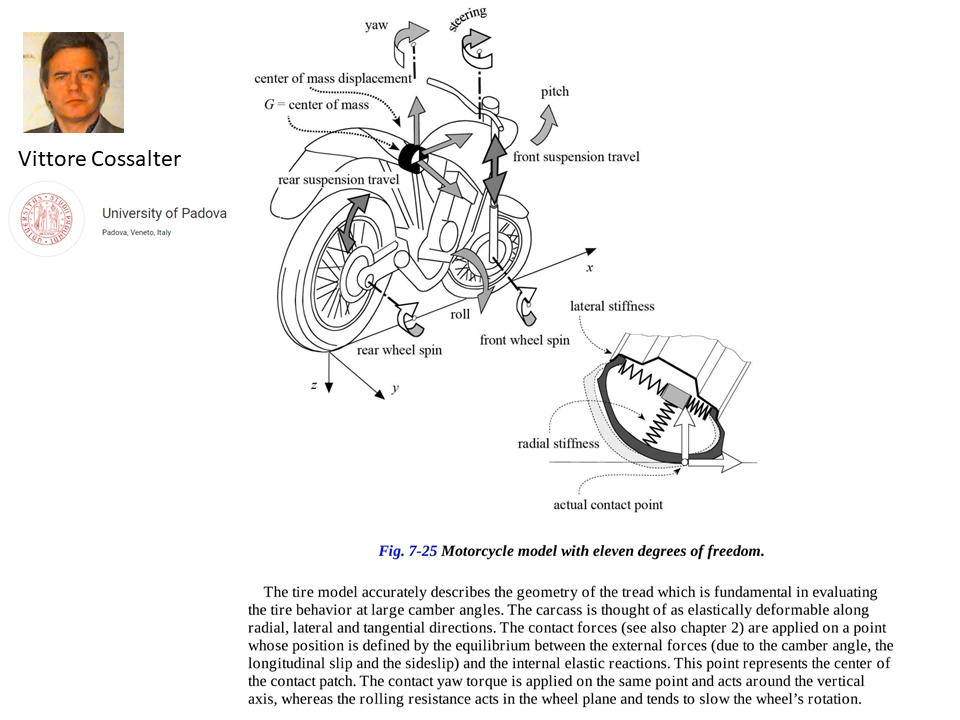 Vittore Cossalter
University of Padova
Padova, Veneto, Italy
yaw
steering
center of mass displacement
G = center of mass
pitch
front suspension travel
rear suspension travel
x
roll
lateral stiffness
front wheel spin
rear wheel spin
z
y
radial stiffness
actual contact point
Fig. 7-25 Motorcycle model with eleven degrees of freedom.
The tire model accurately describes the geometry of the tread which is fundamental in evaluating
the tire behavior at large camber angles. The carcass is thought of as elastically deformable along
radial, lateral and tangential directions. The contact forces (see also chapter 2) are applied on a point
whose position is defined by the equilibrium between the external forces (due to the camber angle, the
longitudinal slip and the sideslip) and the internal elastic reactions. This point represents the center of
the contact patch. The contact yaw torque is applied on the same point and acts around the vertical
axis, whereas the rolling resistance acts in the wheel plane and tends to slow the wheel’s rotation.